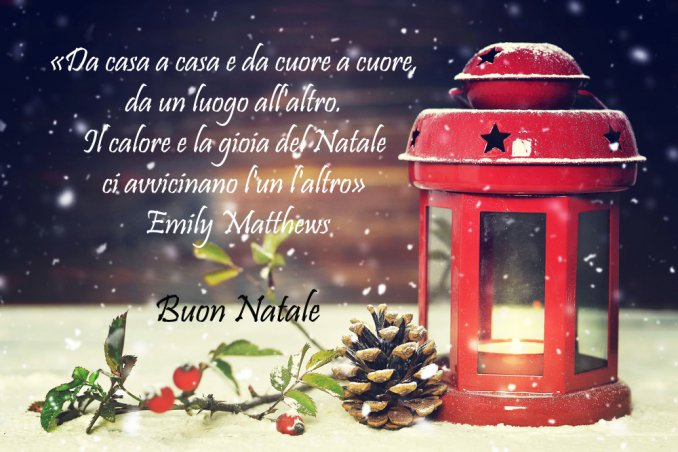 «Da casa a casa e da cuore a cuore,
da un luogo all'altro.
Il calore e la gioia del Natale
ci avvicinano l'un l'altro»
Emily Matthews
Buon Natale